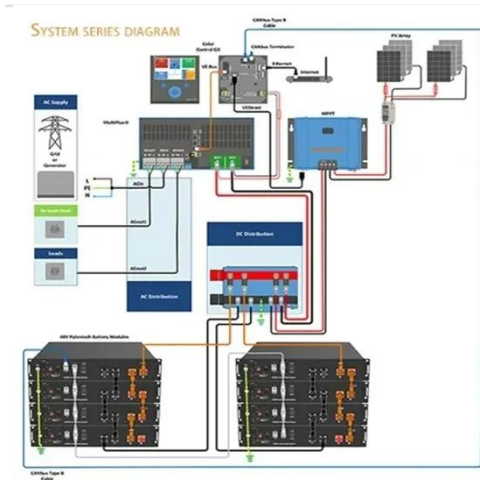 SYSTEM SERIES DIAGRAM
CANbus Type B
Cable
Color
Control GX
CANbus Terminator
PV Array
VE.Bus
Ethernet
Internet
AC Supply
VE.Direct
MultiPlus-II
MPPT
Grid
or
Generator
L
PE
N
ACin
ACout1
Loads
DC Distribution
ACout2
AC Distribution
48V Pylontech Battery Modules
CANbus Type B
Cable